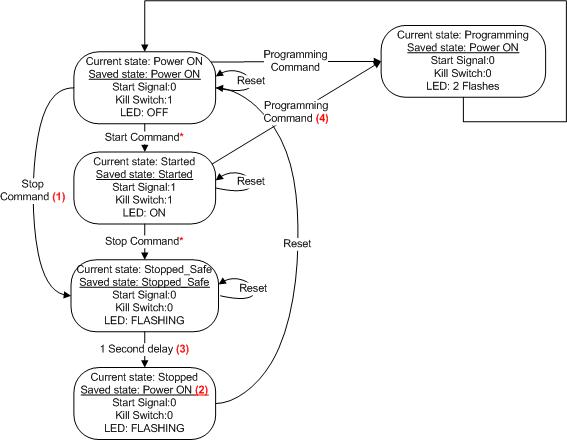 Current state: Power ON
Saved state: Power ON
Start Signal:0
Kill Switch:1
LED: OFF
Reset
Programming
Command
Current state: Programming
Saved state: Power ON
Start Signal:0
Kill Switch:0
LED: 2 Flashes
Programming
Command (4)
Start Command*
Current state: Started
Saved state: Started
Start Signal:1
Kill Switch:1
LED: ON
Reset
Stop
Command (1)
Stop Command*
Reset
Current state: Stopped_Safe
Saved state: Stopped_Safe
Start Signal:0
Kill Switch:0
LED: FLASHING
Reset
1 Second delay (3)
Current state: Stopped
Saved state: Power ON (2)
Start Signal:0
Kill Switch:0
LED: FLASHING